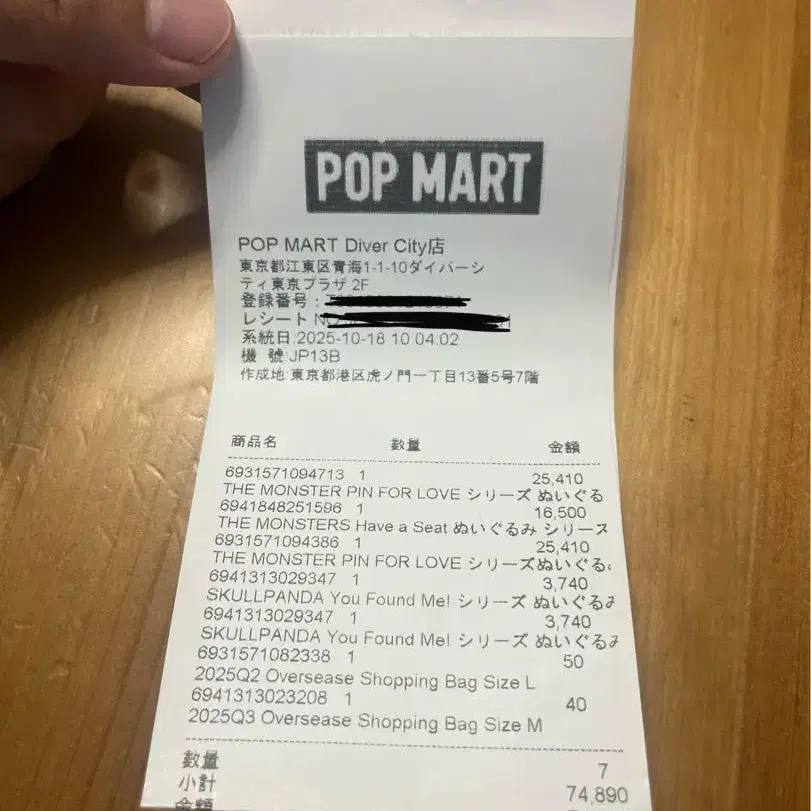 POP MART
POP MART Diver City店
東京都江東区青海1-1-10ダイバーシ
ティ東京プラザ 2F
登録番号：
レシート NO
系統日:2025-10-18 10:04:02
機 號:JP13B
作成地:東京都港区虎ノ門一丁目13番5号7階
商品名 数量 金額
6931571094713 1 25,410
THE MONSTER PIN FOR LOVE シリーズ ぬいぐる
6941848251596 1 16,500
THE MONSTERS Have a Seat ぬいぐるみ シリーズ
6931571094386 1 25,410
THE MONSTER PIN FOR LOVE シリーズぬいぐる
6941313029347 1 3,740
SKULLPANDA You Found Me! シリーズ ぬいぐるみ
6941313029347 1 3,740
SKULLPANDA You Found Me! シリーズ ぬいぐるみ
6931571082338 1 50
2025Q2 Oversease Shopping Bag Size L
6941313023208 1 40
2025Q3 Oversease Shopping Bag Size M
数量 7
小計 74,890
金額